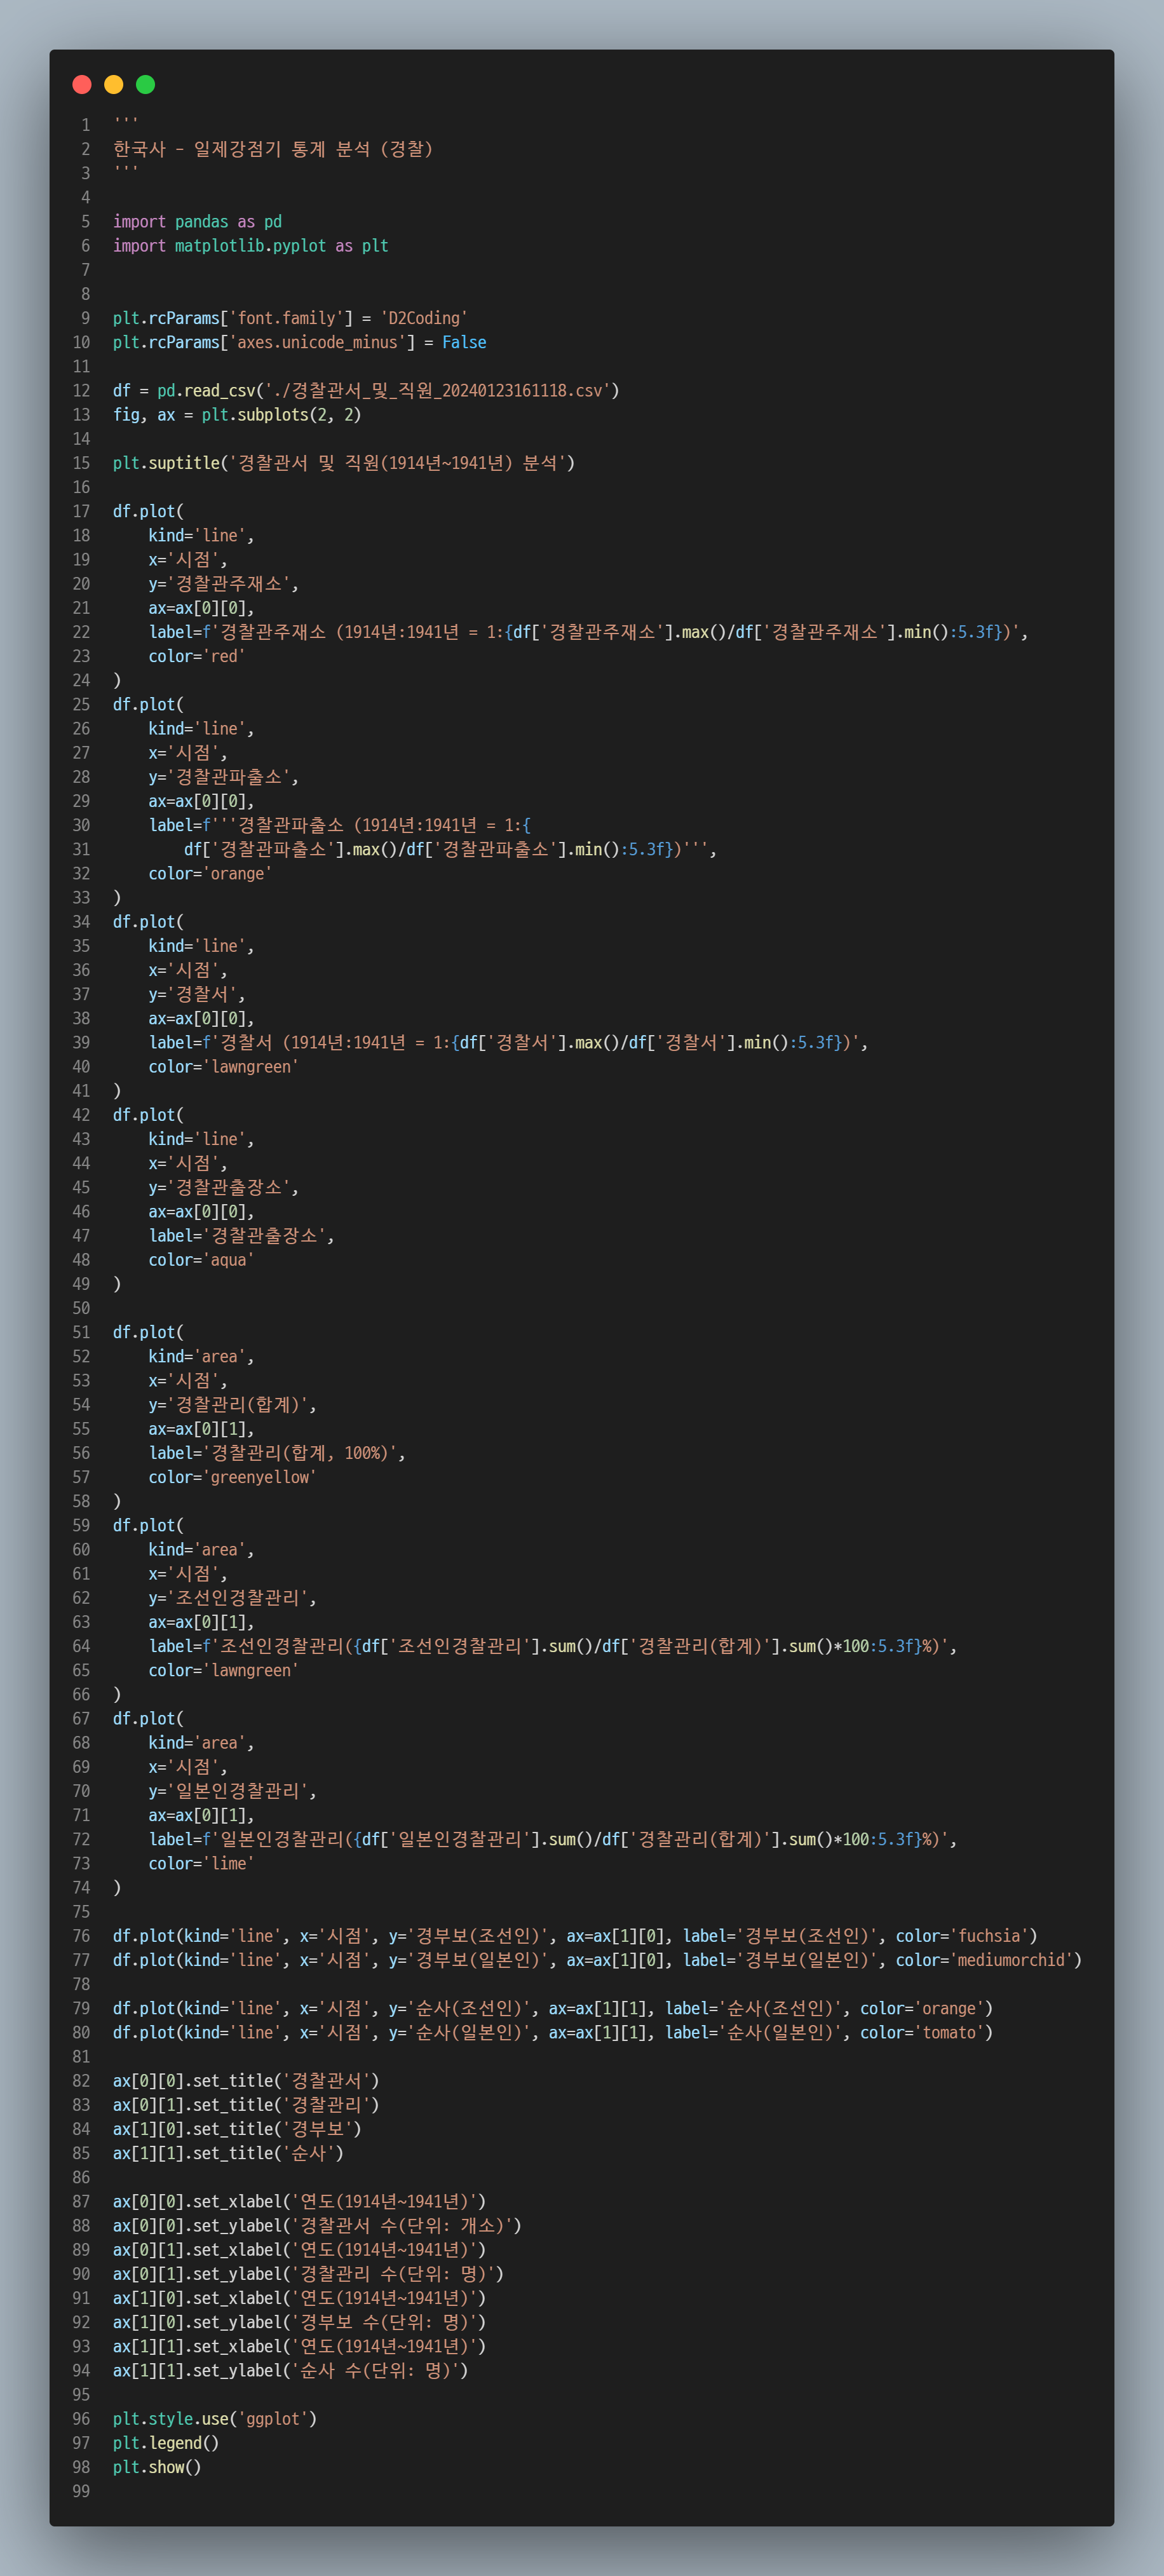 1 '''
2 한국사 - 일제강점기 통계 분석 (경찰)
3 '''
4
5 import pandas as pd
6 import matplotlib.pyplot as plt
7
8
9 plt.rcParams['font.family'] = 'D2Coding'
10 plt.rcParams['axes.unicode_minus'] = False
11
12 df = pd.read_csv('./경찰관서_및_직원_20240123161118.csv')
13 fig, ax = plt.subplots(2, 2)
14
15 plt.suptitle('경찰관서 및 직원(1914년~1941년) 분석')
16
17 df.plot(
18     kind='line',
19     x='시점',
20     y='경찰관주재소',
21     ax=ax[0][0],
22     label=f'경찰관주재소 (1914년:1941년 = 1:{df['경찰관주재소'].max()/df['경찰관주재소'].min():5.3f})',
23     color='red'
24 )
25 df.plot(
26     kind='line',
27     x='시점',
28     y='경찰관파출소',
29     ax=ax[0][0],
30     label=f'''경찰관파출소 (1914년:1941년 = 1:{
31         df['경찰관파출소'].max()/df['경찰관파출소'].min():5.3f})''',
32     color='orange'
33 )
34 df.plot(
35     kind='line',
36     x='시점',
37     y='경찰서',
38     ax=ax[0][0],
39     label=f'경찰서 (1914년:1941년 = 1:{df['경찰서'].max()/df['경찰서'].min():5.3f})',
40     color='lawngreen'
41 )
42 df.plot(
43     kind='line',
44     x='시점',
45     y='경찰관출장소',
46     ax=ax[0][0],
47     label='경찰관출장소',
48     color='aqua'
49 )
50
51 df.plot(
52     kind='area',
53     x='시점',
54     y='경찰관리(합계)',
55     ax=ax[0][1],
56     label='경찰관리(합계, 100%)',
57     color='greenyellow'
58 )
59 df.plot(
60     kind='area',
61     x='시점',
62     y='조선인경찰관리',
63     ax=ax[0][1],
64     label=f'조선인경찰관리({df['조선인경찰관리'].sum()/df['경찰관리(합계)'].sum()*100:5.3f}%)',
65     color='lawngreen'
66 )
67 df.plot(
68     kind='area',
69     x='시점',
70     y='일본인경찰관리',
71     ax=ax[0][1],
72     label=f'일본인경찰관리({df['일본인경찰관리'].sum()/df['경찰관리(합계)'].sum()*100:5.3f}%)',
73     color='lime'
74 )
75
76 df.plot(kind='line', x='시점', y='경부보(조선인)', ax=ax[1][0], label='경부보(조선인)', color='fuchsia')
77 df.plot(kind='line', x='시점', y='경부보(일본인)', ax=ax[1][0], label='경부보(일본인)', color='mediumorchid')
78
79 df.plot(kind='line', x='시점', y='순사(조선인)', ax=ax[1][1], label='순사(조선인)', color='orange')
80 df.plot(kind='line', x='시점', y='순사(일본인)', ax=ax[1][1], label='순사(일본인)', color='tomato')
81
82 ax[0][0].set_title('경찰관서')
83 ax[0][1].set_title('경찰관리')
84 ax[1][0].set_title('경부보')
85 ax[1][1].set_title('순사')
86
87 ax[0][0].set_xlabel('연도(1914년~1941년)')
88 ax[0][0].set_ylabel('경찰관서 수(단위: 개소)')
89 ax[0][1].set_xlabel('연도(1914년~1941년)')
90 ax[0][1].set_ylabel('경찰관리 수(단위: 명)')
91 ax[1][0].set_xlabel('연도(1914년~1941년)')
92 ax[1][0].set_ylabel('경부보 수(단위: 명)')
93 ax[1][1].set_xlabel('연도(1914년~1941년)')
94 ax[1][1].set_ylabel('순사 수(단위: 명)')
95
96 plt.style.use('ggplot')
97 plt.legend()
98 plt.show()
99